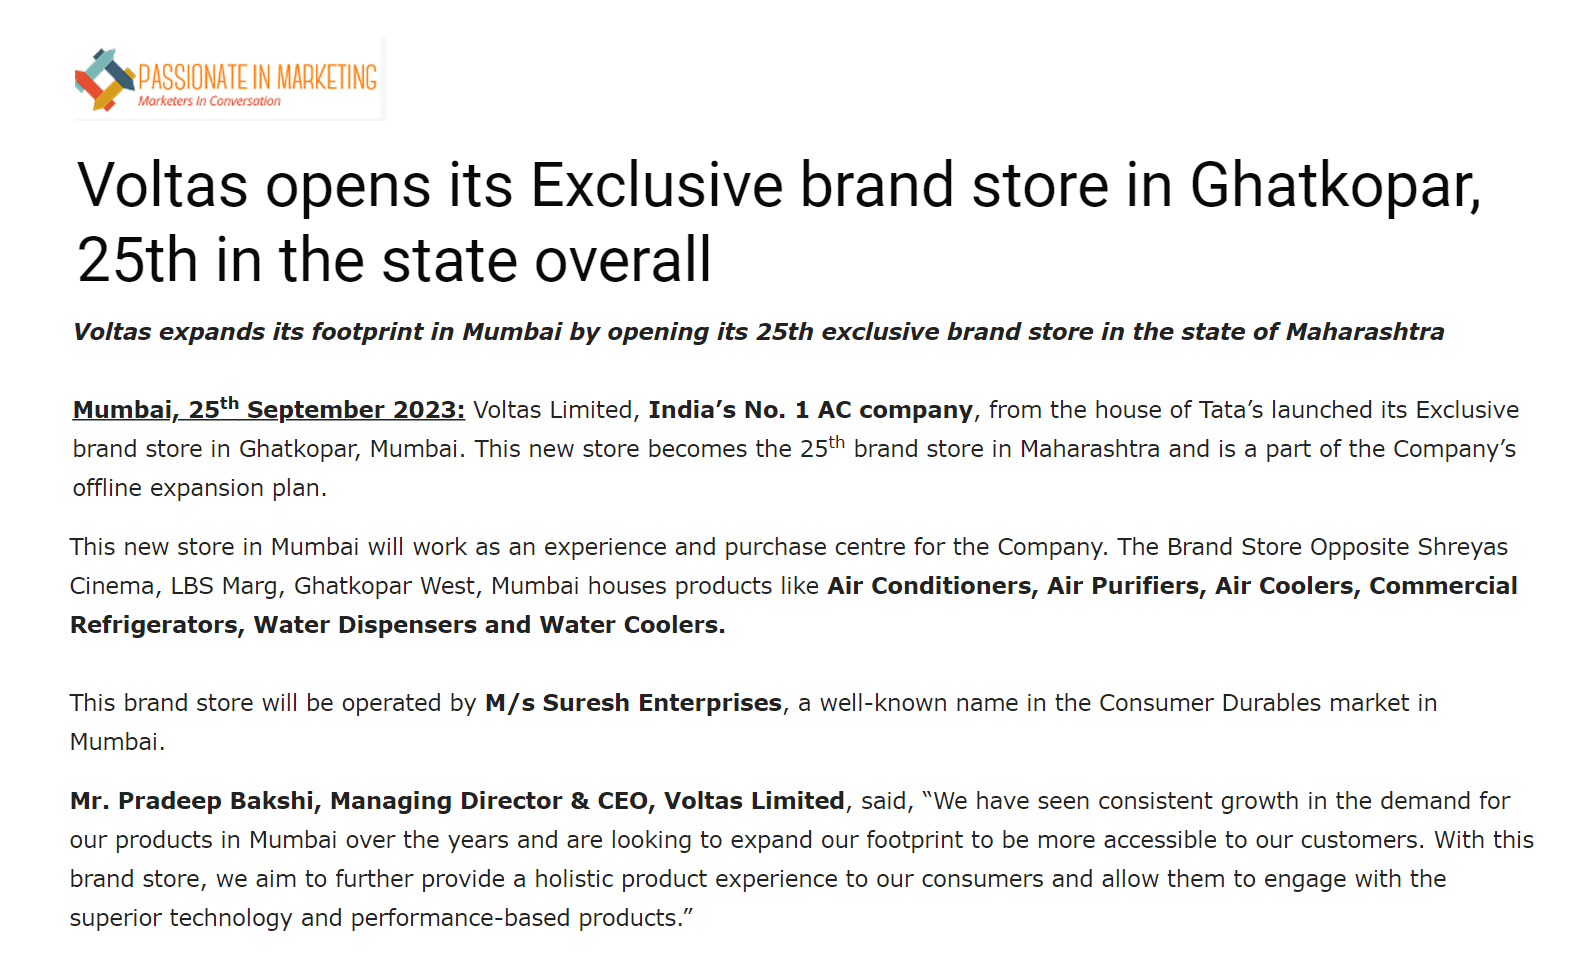 PASSIONATE IN MARKETING
Marketers In Conversation
Voltas opens its Exclusive brand store in Ghatkopar,
25th in the state overall
Voltas expands its footprint in Mumbai by opening its 25th exclusive brand store in the state of Maharashtra
Mumbai, 25th September 2023: Voltas Limited, India’s No. 1 AC company, from the house of Tata’s launched its Exclusive
brand store in Ghatkopar, Mumbai. This new store becomes the 25th brand store in Maharashtra and is a part of the Company’s
offline expansion plan.
This new store in Mumbai will work as an experience and purchase centre for the Company. The Brand Store Opposite Shreyas
Cinema, LBS Marg, Ghatkopar West, Mumbai houses products like Air Conditioners, Air Purifiers, Air Coolers, Commercial
Refrigerators, Water Dispensers and Water Coolers.
This brand store will be operated by M/s Suresh Enterprises, a well-known name in the Consumer Durables market in
Mumbai.
Mr. Pradeep Bakshi, Managing Director & CEO, Voltas Limited, said, “We have seen consistent growth in the demand for
our products in Mumbai over the years and are looking to expand our footprint to be more accessible to our customers. With this
brand store, we aim to further provide a holistic product experience to our consumers and allow them to engage with the
superior technology and performance-based products.”